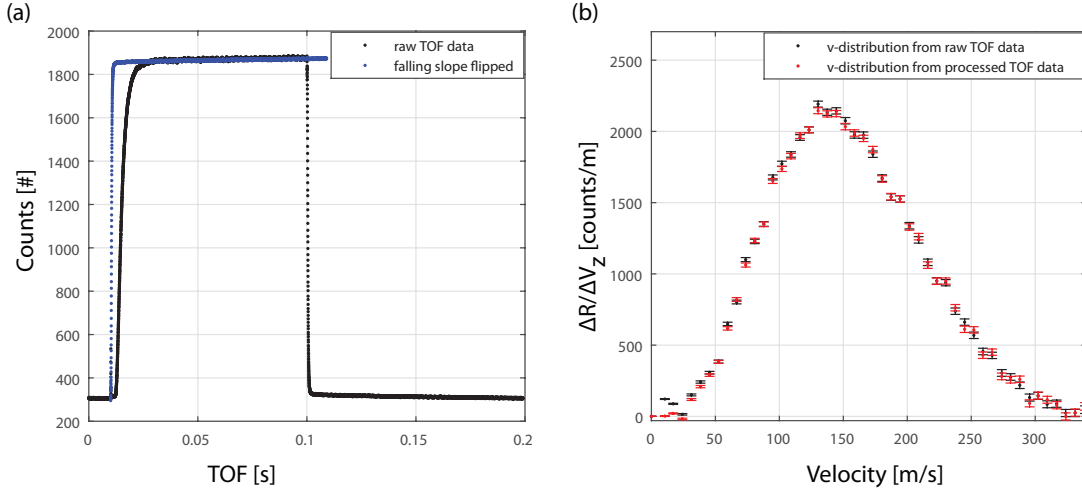 (a)
2000
1800
1600
1400
1200
1000
800
600
400
200
Counts [#]
raw TOF data
falling slope flipped
0
0.05
0.1
0.15
0.2
TOF [s]
(b)
2500
2000
1500
1000
500
0
ΔR/ΔVz [counts/m]
v-distribution from raw TOF data
v-distribution from processed TOF data
0
50
100
150
200
250
300
Velocity [m/s]